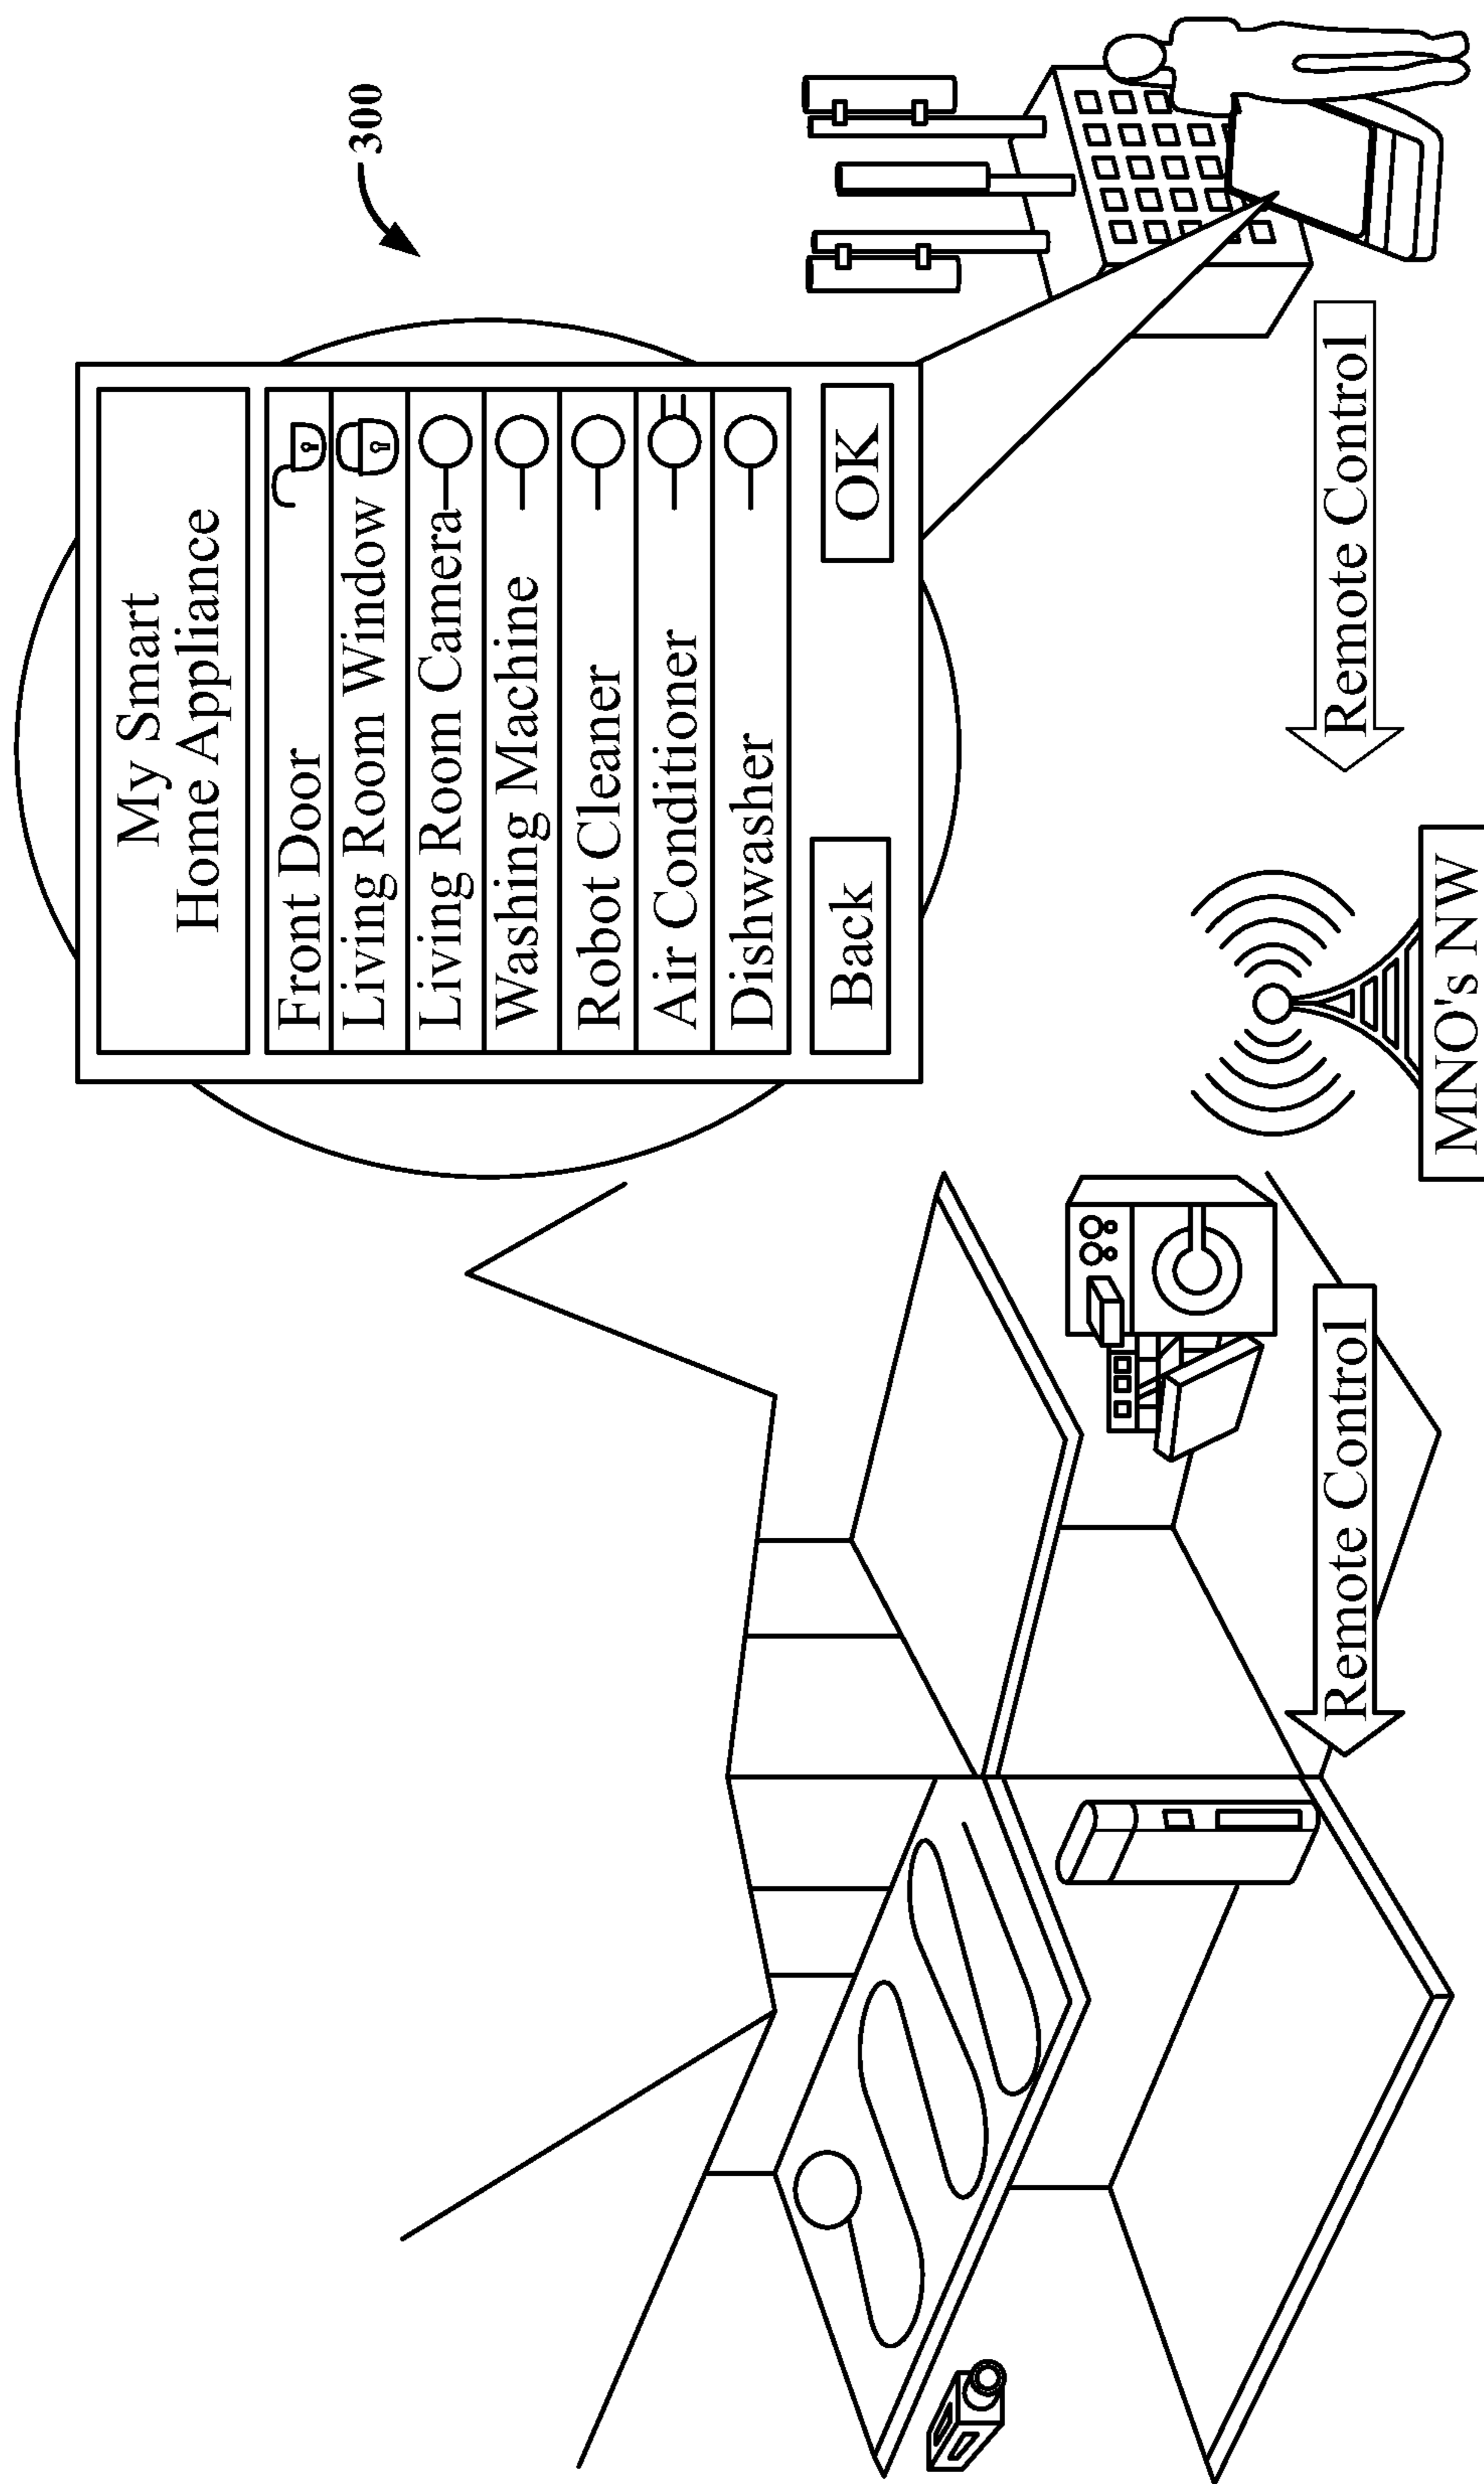 300
My Smart
Home Appliance
Front Door
Living Room Window
Living Room Camera
Washing Machine
Robot Cleaner
Air Conditioner
Dishwasher
Back
OK
Remote Control
MNO's NW
Remote Control